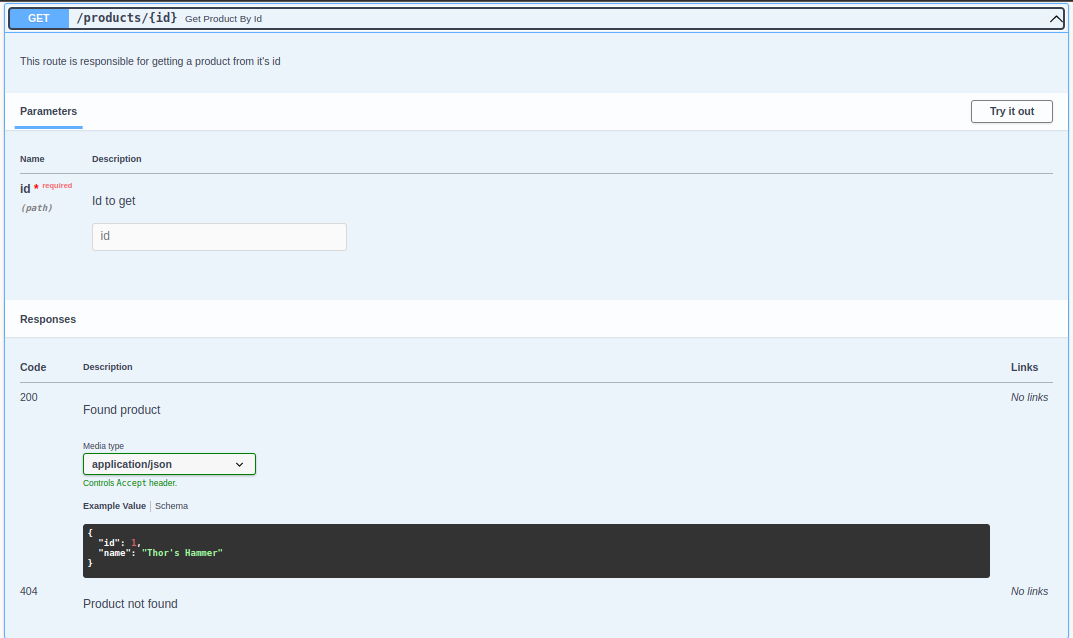 GET /products/{id} Get Product By Id
This route is responsible for getting a product from it's id
Parameters Try it out
Name Description
id * required
(path)
Id to get
id
Responses
Code Description Links
200 No links
Found product
Media type
application/json
Controls Accept header.
Example Value | Schema
{
  "id": 1,
  "name": "Thor's Hammer"
}
404 No links
Product not found